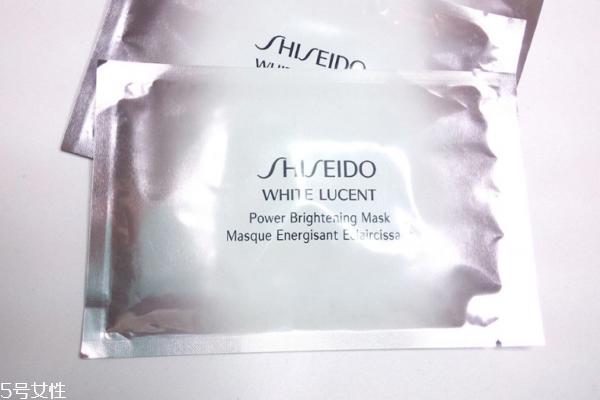 SHISEIDO
SHISEIDO
WHITE LUCENT
Power Brightening Mask
Masque Energisant
5号女性